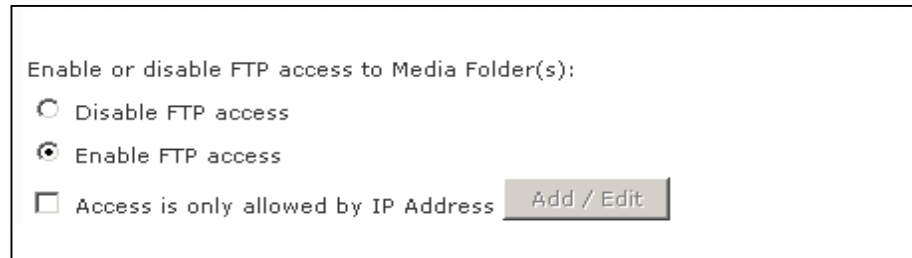 Enable or disable FTP access to Media Folder(s):
Disable FTP access
Enable FTP access
Access is only allowed by IP Address Add / Edit